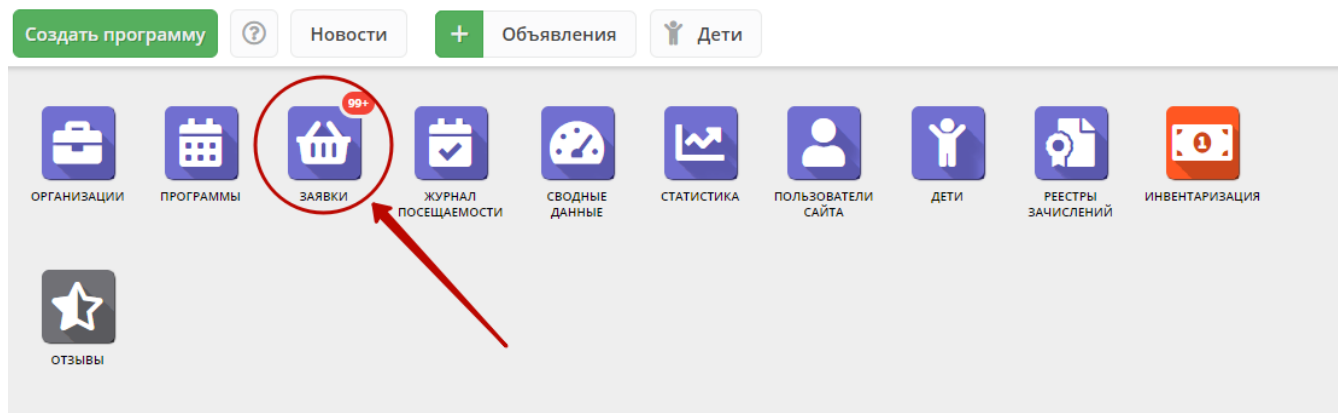 Создать программу
?
Новости
+ Объявления
Дети
99+
ОРГАНИЗАЦИИ
ПРОГРАММЫ
ЗАЯВКИ
ЖУРНАЛ
ПОСЕЩАЕМОСТИ
СВОДНЫЕ
ДАННЫЕ
СТАТИСТИКА
ПОЛЬЗОВАТЕЛИ
САЙТА
ДЕТИ
РЕЕСТРЫ
ЗАЧИСЛЕНИЙ
1
ИНВЕНТАРИЗАЦИЯ
ОТЗЫВЫ